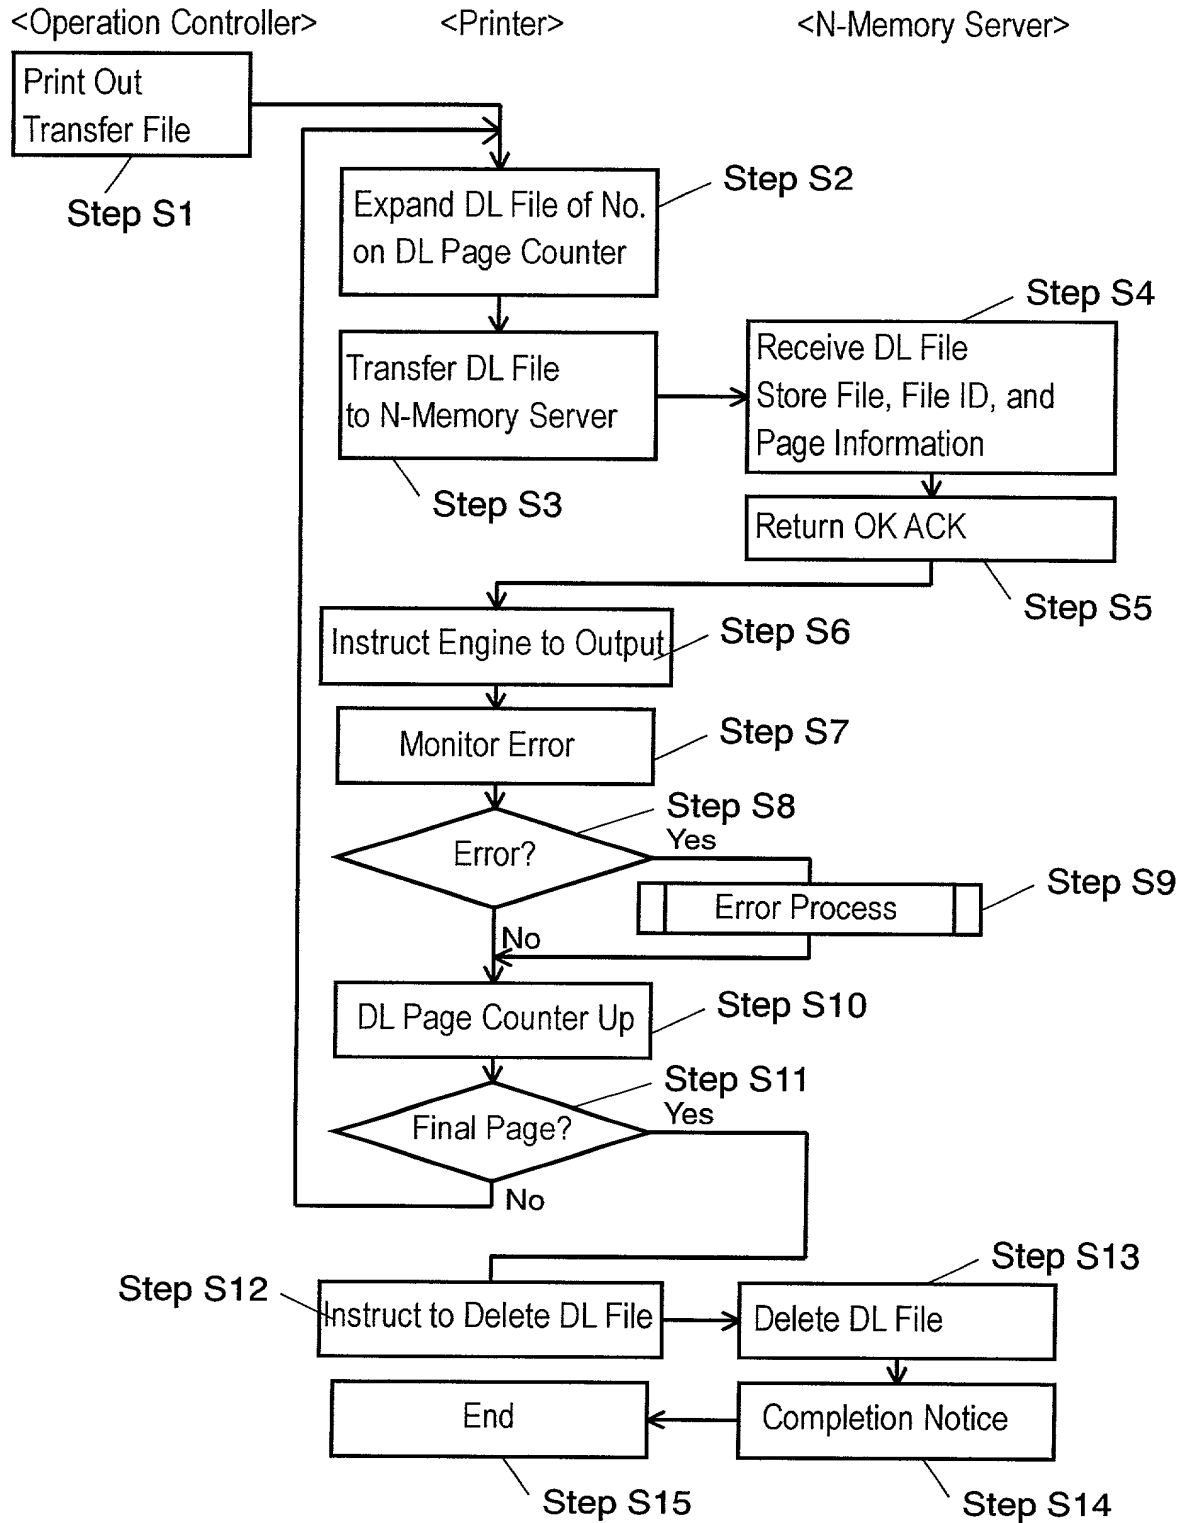 <Operation Controller>
<Printer>
<N-Memory Server>
Print Out
Transfer File
Step S1
Step S2
Expand DL File of No.
on DL Page Counter
Step S4
Transfer DL File
to N-Memory Server
Step S3
Receive DL File
Store File, File ID, and
Page Information
Return OK ACK
Step S5
Instruct Engine to Output
Step S6
Monitor Error
Step S7
Step S8
Error?
Yes
Error Process
Step S9
No
DL Page Counter Up
Step S10
Step S11
Final Page?
Yes
No
Step S12
Instruct to Delete DL File
Step S13
Delete DL File
End
Completion Notice
Step S15
Step S14